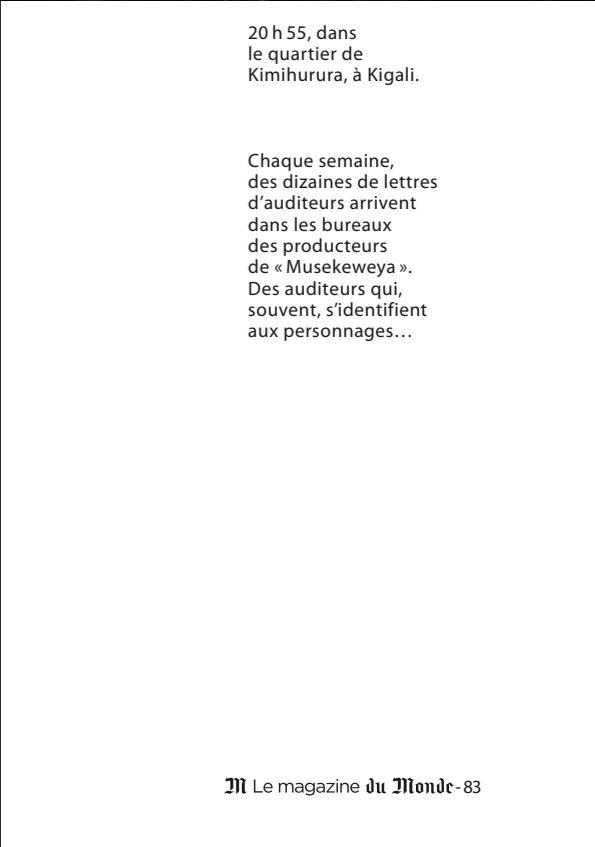 20 h 55, dans
le quartier de
Kimihurura, à Kigali.
Chaque semaine,
des dizaines de lettres
d’auditeurs arrivent
dans les bureaux
des producteurs
de « Musekeweya ».
Des auditeurs qui,
souvent, s’identifient
aux personnages…
M Le magazine du Monde - 83